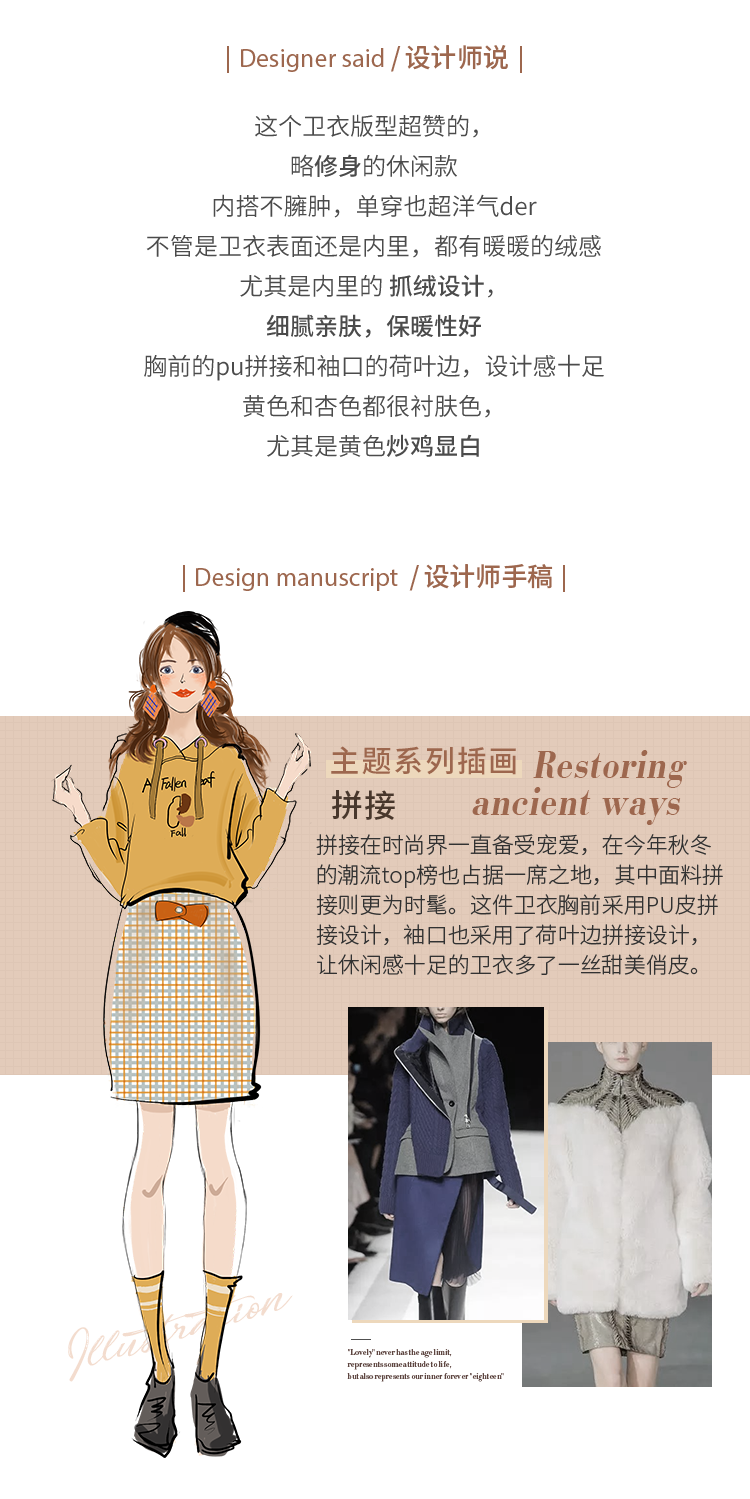 | Designer said / 设计师说 |
这个卫衣版型超赞的，
略修身的休闲款
内搭不臃肿，单穿也超洋气der
不管是卫衣表面还是内里，都有暖暖的绒感
尤其是内里的 抓绒设计，
细腻亲肤，保暖性好
胸前的pu拼接和袖口的荷叶边，设计感十足
黄色和杏色都很衬肤色，
尤其是黄色炒鸡显白
| Design manuscript / 设计师手稿 |
A Fallen Leaf
Fall
主题系列插画
Restoring
拼接
ancient ways
拼接在时尚界一直备受宠爱，在今年秋冬
的潮流top榜也占据一席之地，其中面料拼
接则更为时髦。这件卫衣胸前采用PU皮拼
接设计，袖口也采用了荷叶边拼接设计，
让休闲感十足的卫衣多了一丝甜美俏皮。
Illustration
"Lovely" never has the age limit,
represents some attitude to life,
but also represents our inner forever "eighteen"